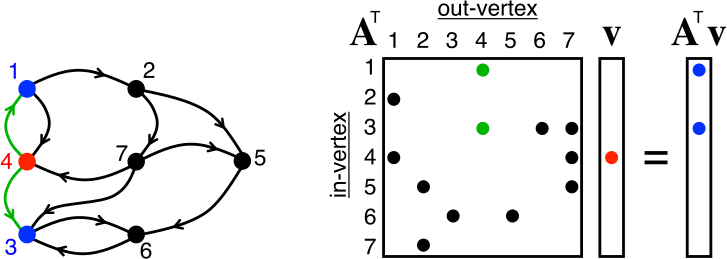 1
2
4
7
5
3
6
out-vertex
A^T
1 2 3 4 5 6 7
v
A^T v
in-vertex
1
2
3
4
5
6
7
=